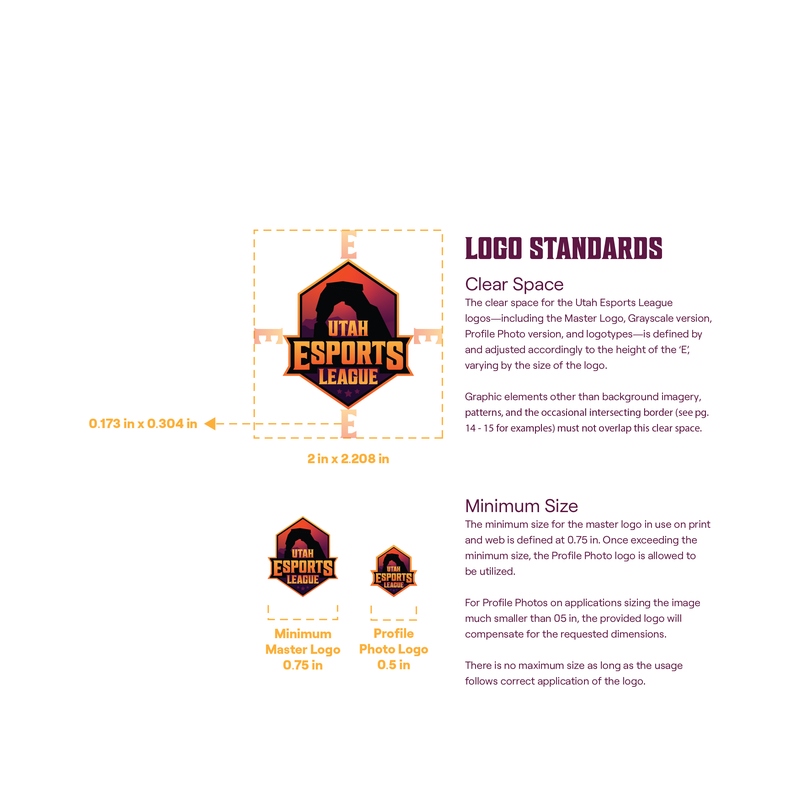 E
UTAH
ESPORTS
LEAGUE
E
E
E
0.173 in x 0.304 in
2 in x 2.208 in
LOGO STANDARDS
Clear Space
The clear space for the Utah Esports League
logos—including the Master Logo, Grayscale version,
Profile Photo version, and logotypes—is defined by
and adjusted accordingly to the height of the ‘E’,
varying by the size of the logo.
Graphic elements other than background imagery,
patterns, and the occasional intersecting border (see pg.
14 - 15 for examples) must not overlap this clear space.
UTAH
ESPORTS
LEAGUE
Minimum
Master Logo
0.75 in
UTAH
ESPORTS
LEAGUE
Profile
Photo Logo
0.5 in
Minimum Size
The minimum size for the master logo in use on print
and web is defined at 0.75 in. Once exceeding the
minimum size, the Profile Photo logo is allowed to
be utilized.
For Profile Photos on applications sizing the image
much smaller than 05 in, the provided logo will
compensate for the requested dimensions.
There is no maximum size as long as the usage
follows correct application of the logo.